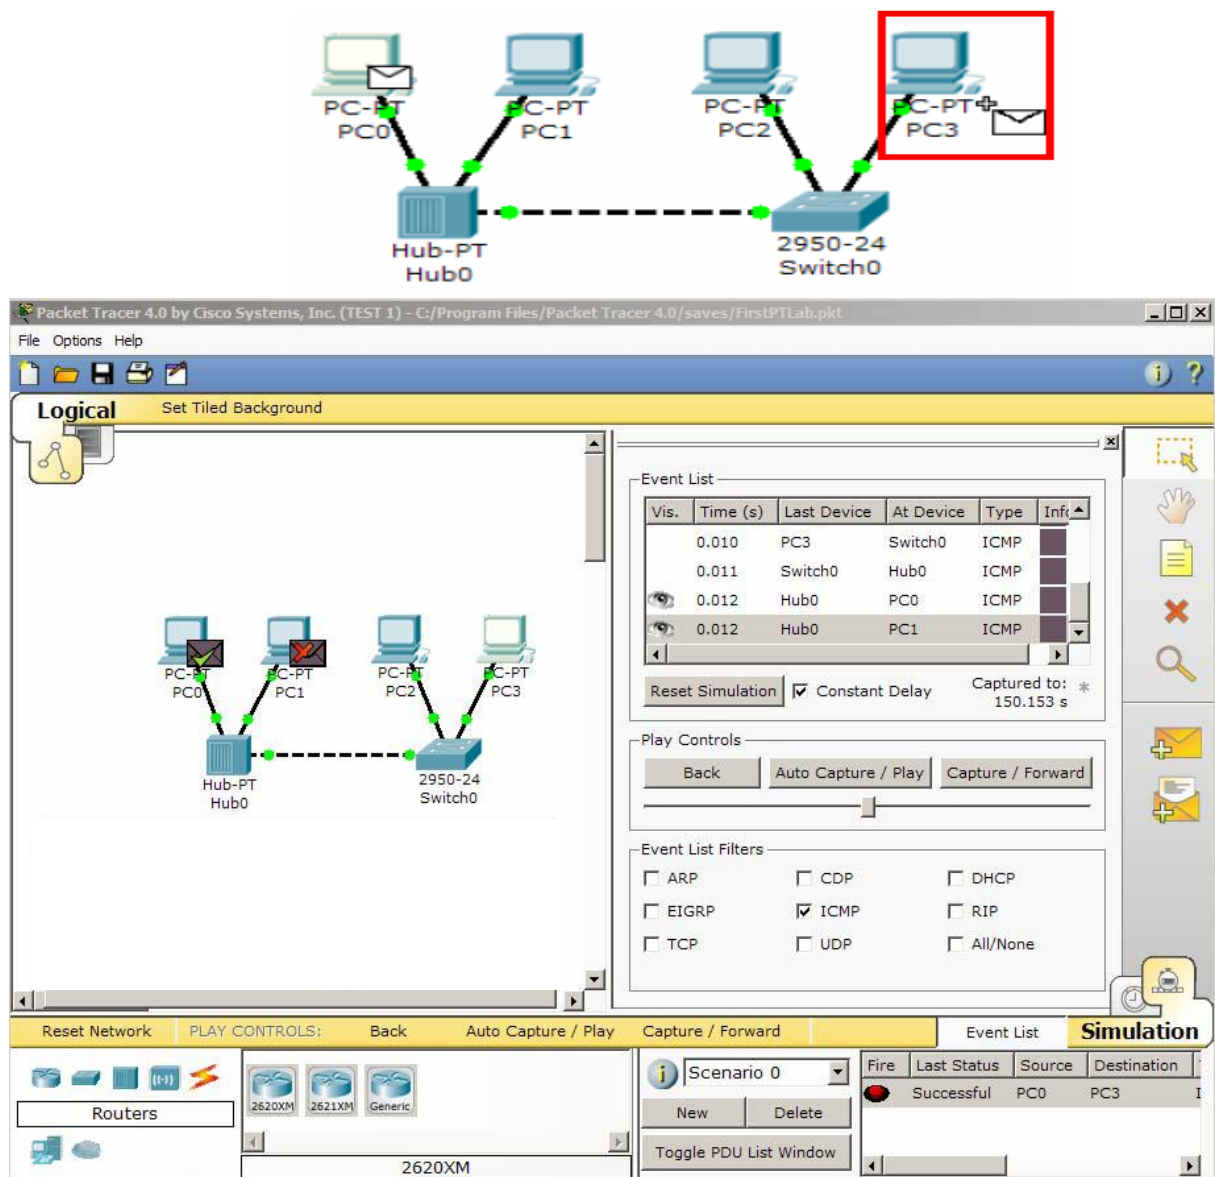 PC-PT
PC0
PC-PT
PC1
PC-PT
PC2
PC-PT
PC3
Hub-PT
Hub0
2950-24
Switch0
Packet Tracer 4.0 by Cisco Systems, Inc. (TEST 1) - C:/Program Files/Packet Tracer 4.0/saves/FirstPTLab.pkt
File Options Help
Logical
Set Tiled Background
PC-PT
PC0
PC-PT
PC1
PC-PT
PC2
PC-PT
PC3
Hub-PT
Hub0
2950-24
Switch0
Event List
Vis. Time (s) Last Device At Device Type Info
0.010 PC3 Switch0 ICMP
0.011 Switch0 Hub0 ICMP
0.012 Hub0 PC0 ICMP
0.012 Hub0 PC1 ICMP
Reset Simulation
Constant Delay
Captured to: *
150.153 s
Play Controls
Back
Auto Capture / Play
Capture / Forward
Event List Filters
ARP CDP DHCP
EIGRP ICMP RIP
TCP UDP All/None
Reset Network PLAY CONTROLS: Back Auto Capture / Play Capture / Forward Event List Simulation
Routers
2620XM 2621XM Generic
2620XM
Scenario 0
New Delete
Toggle PDU List Window
Fire Last Status Source Destination
Successful PC0 PC3 I